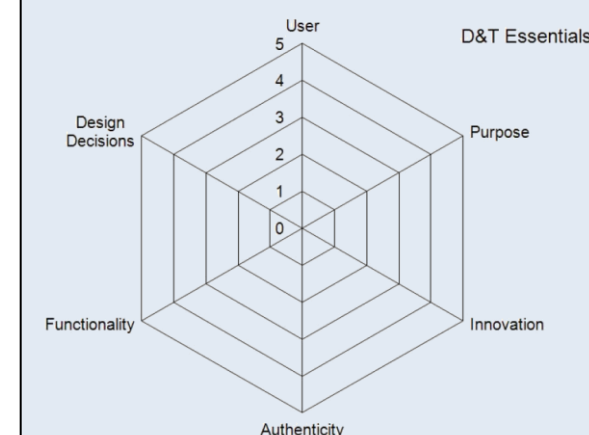 User
D&T Essentials
5
4
3
2
1
0
Design
Decisions
Purpose
Functionality
Innovation
Authenticity